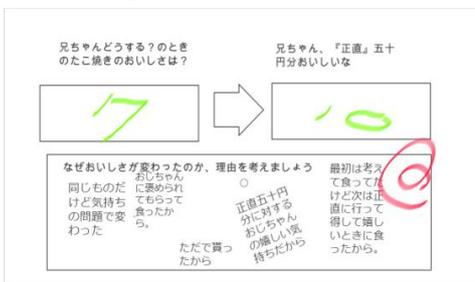 兄ちゃんどうする？のとき
のたこ焼きのおいしさは？
兄ちゃん、『正直』五十
円分おいしいな
7
10
なぜおいしさが変わったのか、理由を考えましょう
同じものだ
けど気持ち
の問題で変
わった
おじちゃん
に褒められ
てもらって
食ったか
ら。
ただで貰っ
たから
正直五十円
分に対する
おじちゃん
の嬉しい気
持ちだから
最初は考え
て食ってた
けど次は正
直に行って
得して嬉し
いときに食
ったから。